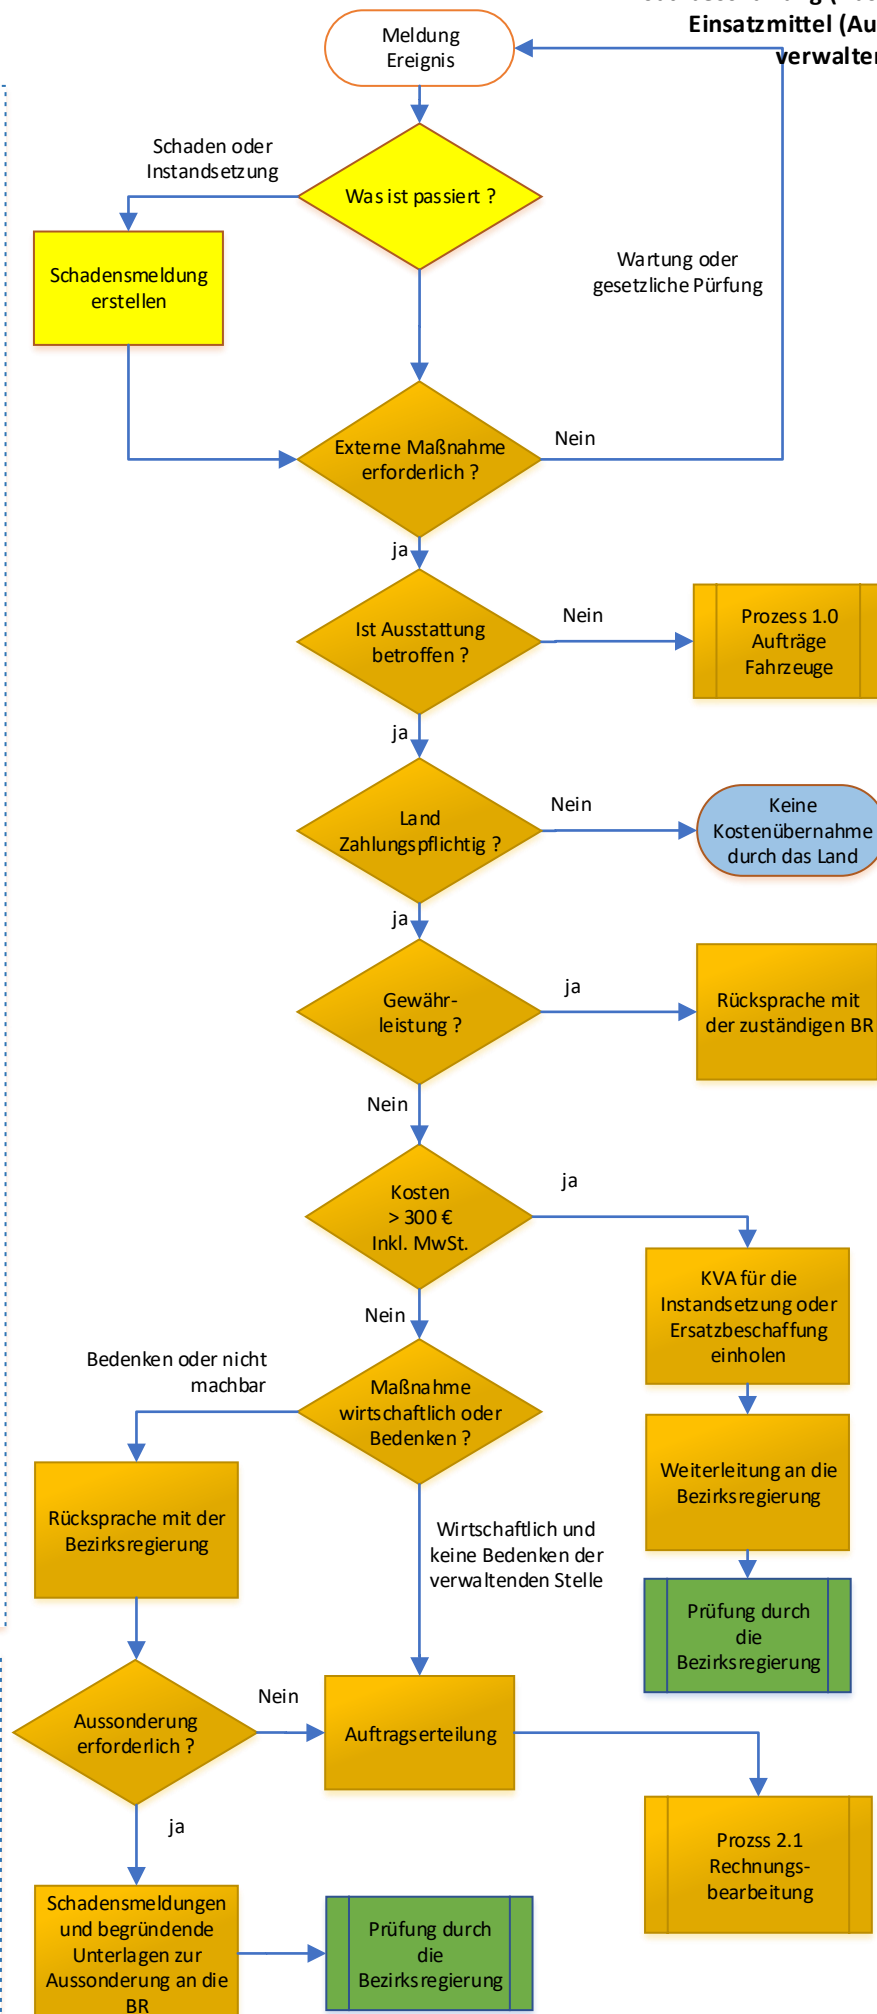 Einsatzmittel (Au
verwalten
Meldung
Ereignis
Schaden oder
Instandsetzung
Was ist passiert ?
Schadensmeldung
erstellen
Wartung oder
gesetzliche Pürfung
Externe Maßnahme
erforderlich ?
Nein
ja
Ist Ausstattung
betroffen ?
Nein
Prozess 1.0
Aufträge
Fahrzeuge
ja
Land
Zahlungspflichtig ?
Nein
Keine
Kostenübernahme
durch das Land
ja
Gewähr-
leistung ?
ja
Rücksprache mit
der zuständigen BR
Nein
Kosten
> 300 €
Inkl. MwSt.
ja
KVA für die
Instandsetzung oder
Ersatzbeschaffung
einholen
Nein
Bedenken oder nicht
machbar
Maßnahme
wirtschaftlich oder
Bedenken ?
Weiterleitung an die
Bezirksregierung
Rücksprache mit der
Bezirksregierung
Wirtschaftlich und
keine Bedenken der
verwaltenden Stelle
Prüfung durch
die
Bezirksregierung
Aussonderung
erforderlich ?
Nein
Auftragserteilung
ja
Prozss 2.1
Rechnungs-
bearbeitung
Schadensmeldungen
und begründende
Unterlagen zur
Aussonderung an die
BR
Prüfung durch
die
Bezirksregierung